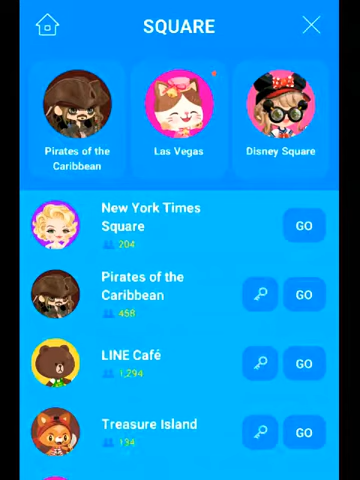 SQUARE
Pirates of the
Caribbean
Las Vegas
Disney Square
New York Times
Square
204
GO
Pirates of the
Caribbean
458
GO
LINE Café
1,294
GO
Treasure Island
134
GO